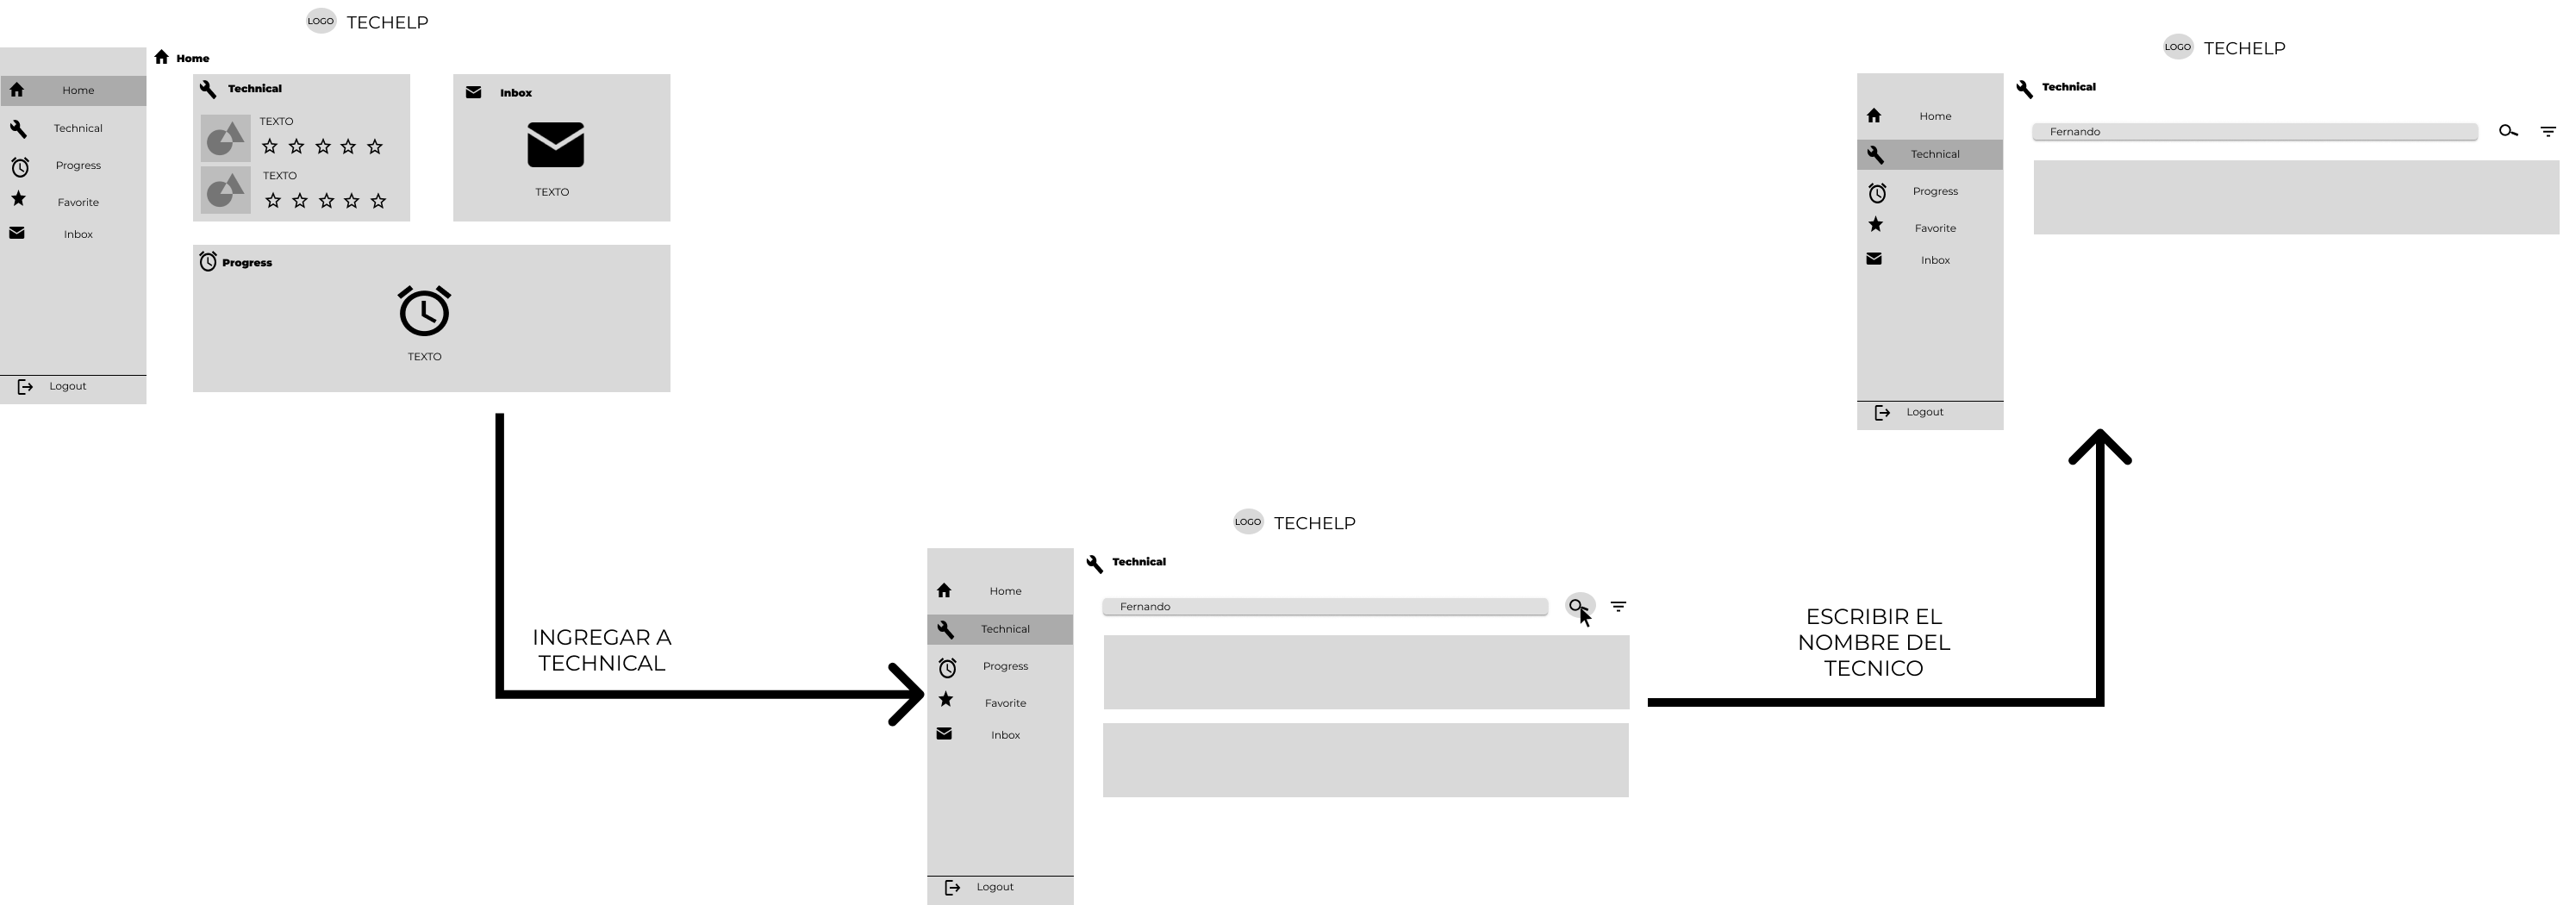 LOGO TECHELP
Home
Home
Technical
Progress
Favorite
Inbox
Logout
Technical
TEXTO
TEXTO
Inbox
TEXTO
Progress
TEXTO
INGREGAR A
TECHNICAL
LOGO TECHELP
Technical
Home
Technical
Progress
Favorite
Inbox
Logout
Fernando
ESCRIBIR EL
NOMBRE DEL
TECNICO
LOGO TECHELP
Technical
Home
Technical
Progress
Favorite
Inbox
Logout
Fernando